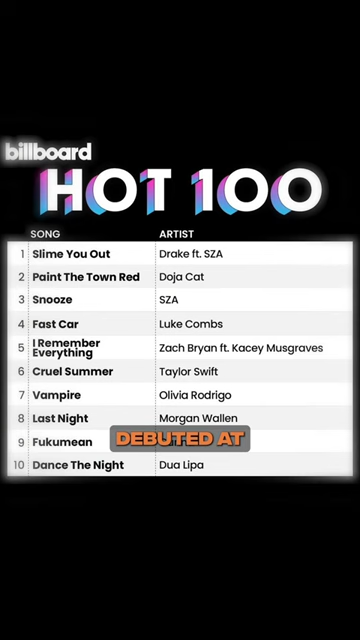 billboard
HOT 100
SONG ARTIST
1 Slime You Out Drake ft. SZA
2 Paint The Town Red Doja Cat
3 Snooze SZA
4 Fast Car Luke Combs
5 I Remember Everything Zach Bryan ft. Kacey Musgraves
6 Cruel Summer Taylor Swift
7 Vampire Olivia Rodrigo
8 Last Night Morgan Wallen
9 Fukumean
DEBUTED AT
10 Dance The Night Dua Lipa